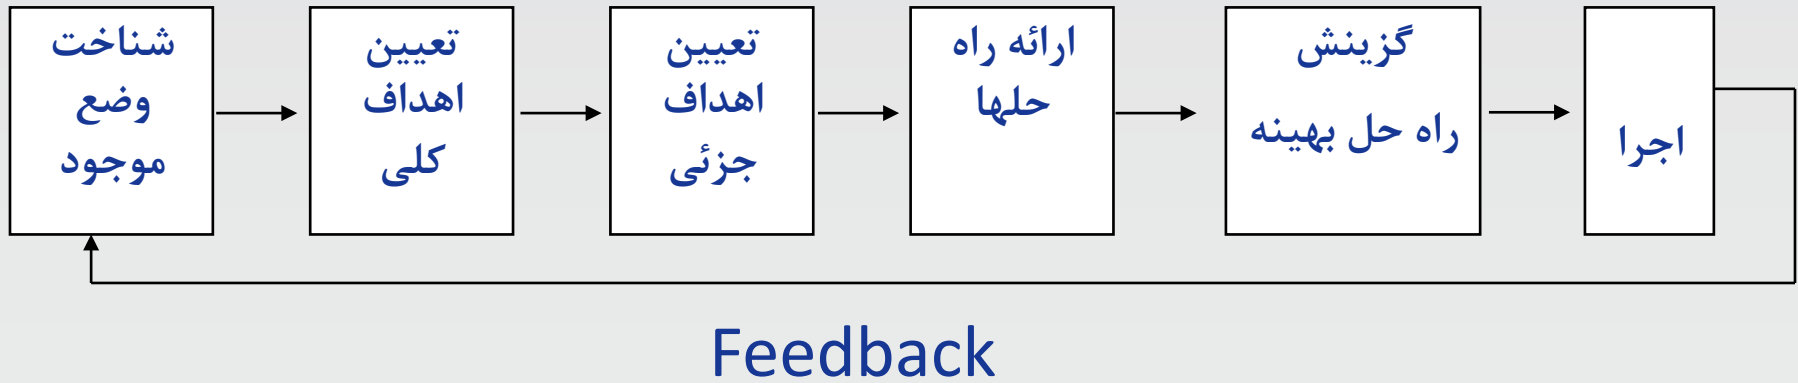 شناخت
وضع
موجود
تعیین
اهداف
کلی
تعیین
اهداف
جزئی
ارائه راه
حلها
گزینش
راه حل بهینه
اجرا
Feedback